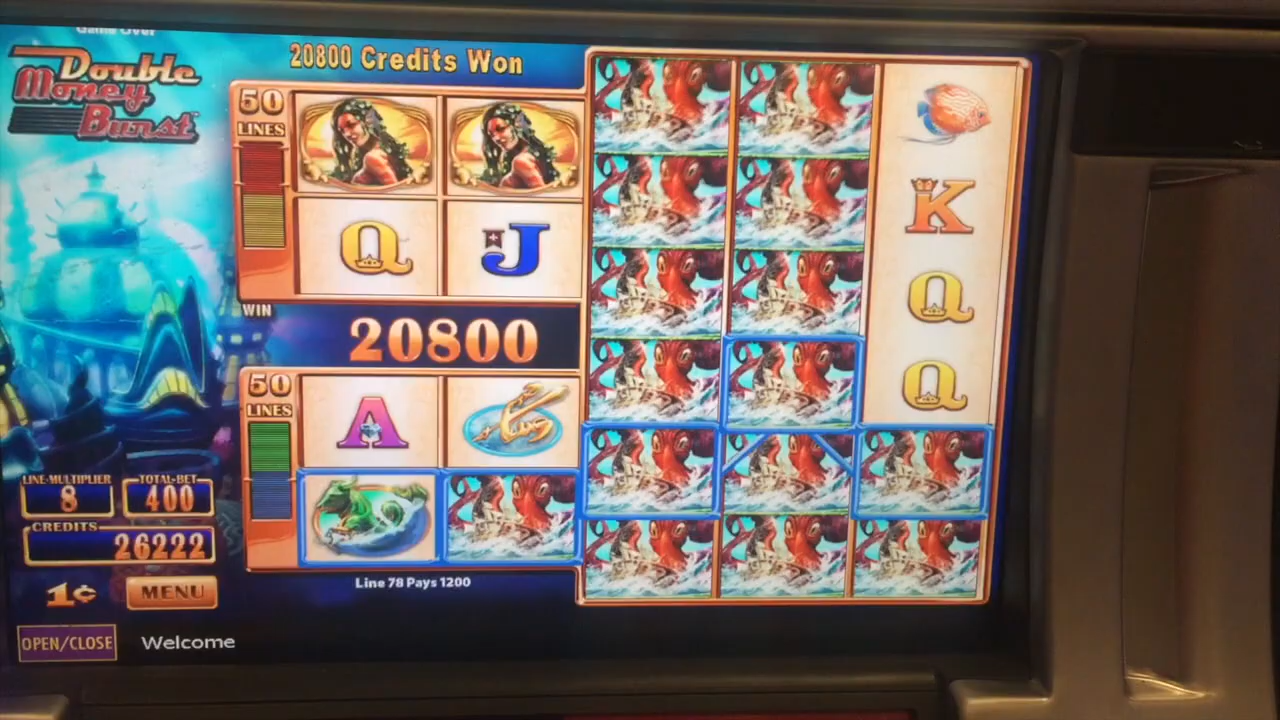 Game Over
Double
Money
Burst
20800 Credits Won
50
LINES
Q
J
K
Q
Q
WIN
20800
50
LINES
A
LINE MULTIPLIER
8
TOTAL BET
400
CREDITS
26222
1¢
MENU
Line 78 Pays 1200
OPEN/CLOSE
Welcome